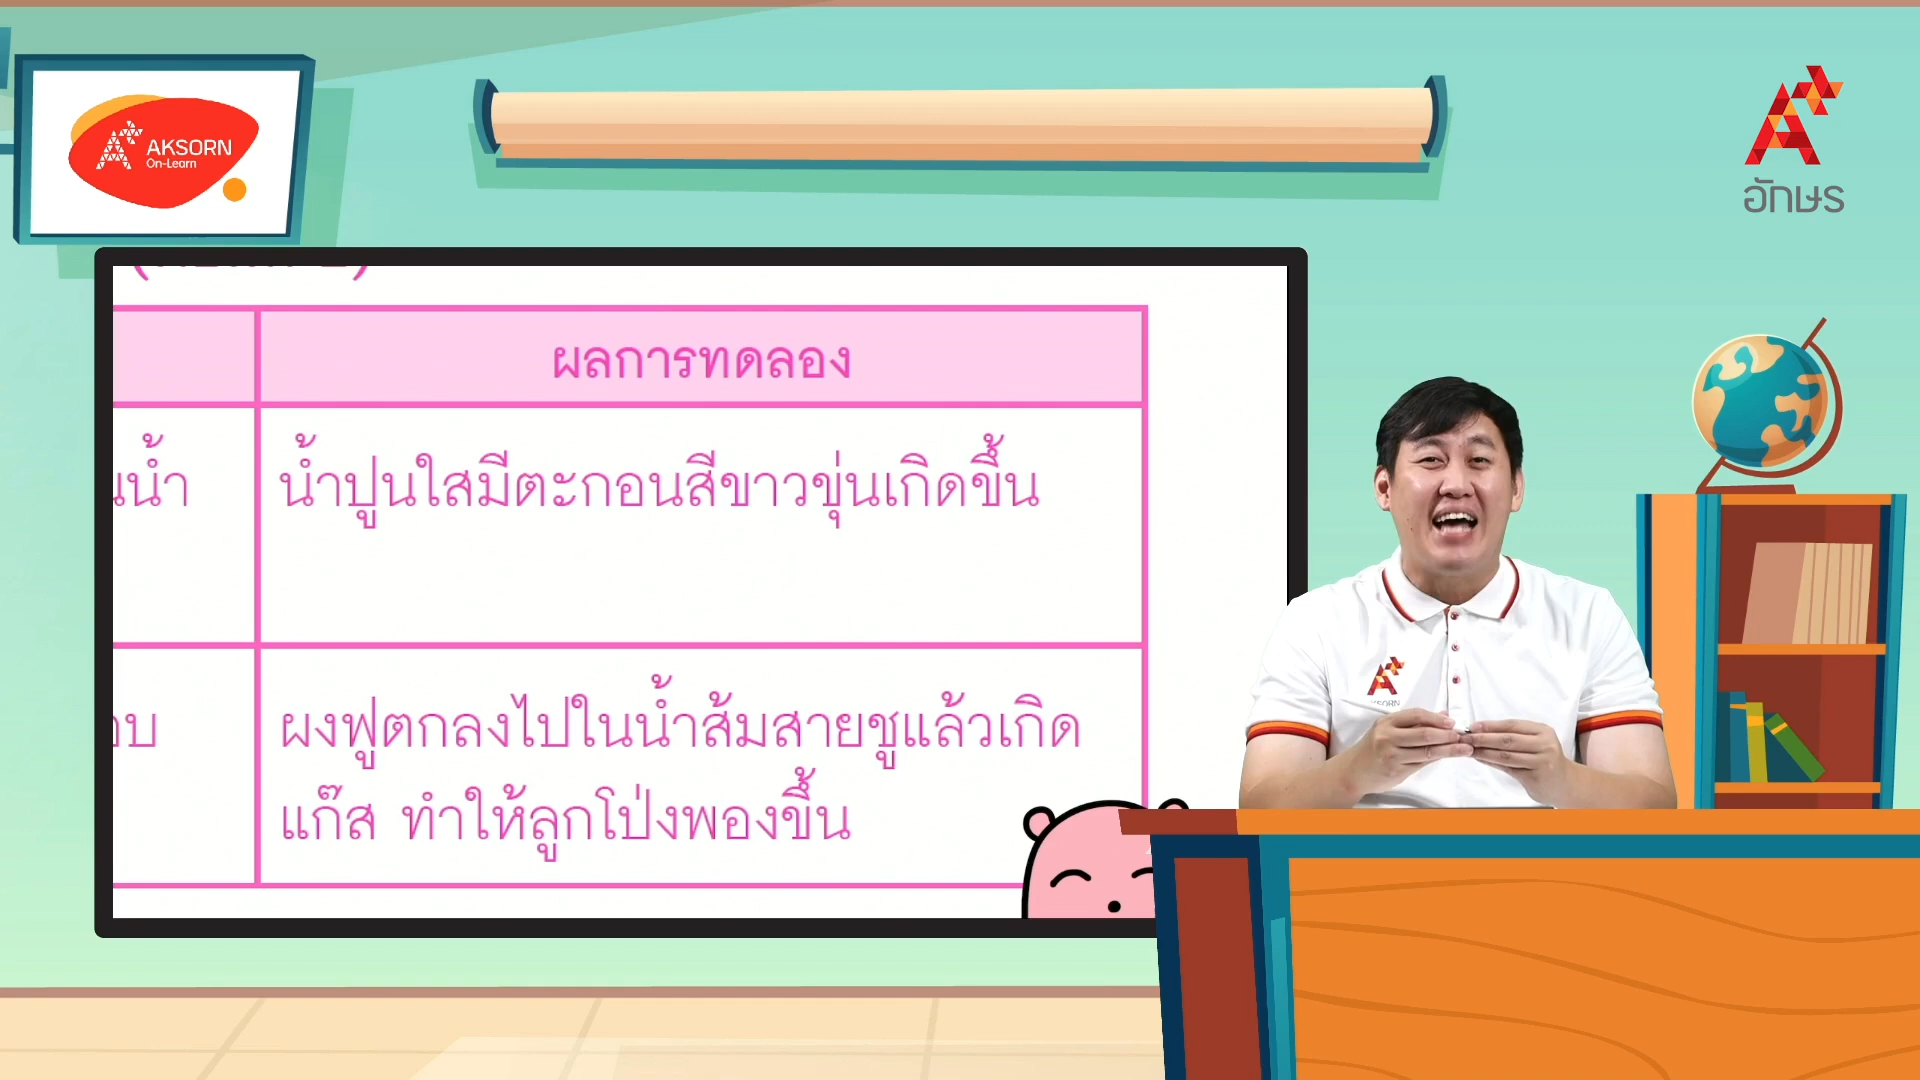 AKSORN
On-Learn
อักษร
ผลการทดลอง
น้ำปูนใสมีตะกอนสีขาวขุ่นเกิดขึ้น
ผงฟูตกลงไปในน้ำส้มสายชูแล้วเกิด
แก๊ส ทำให้ลูกโป่งพองขึ้น